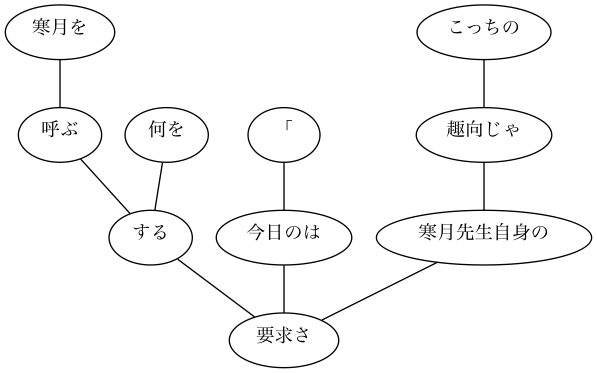 寒月を
こっちの
呼ぶ
何を
「
趣向じゃ
する
今日のは
寒月先生自身の
要求さ